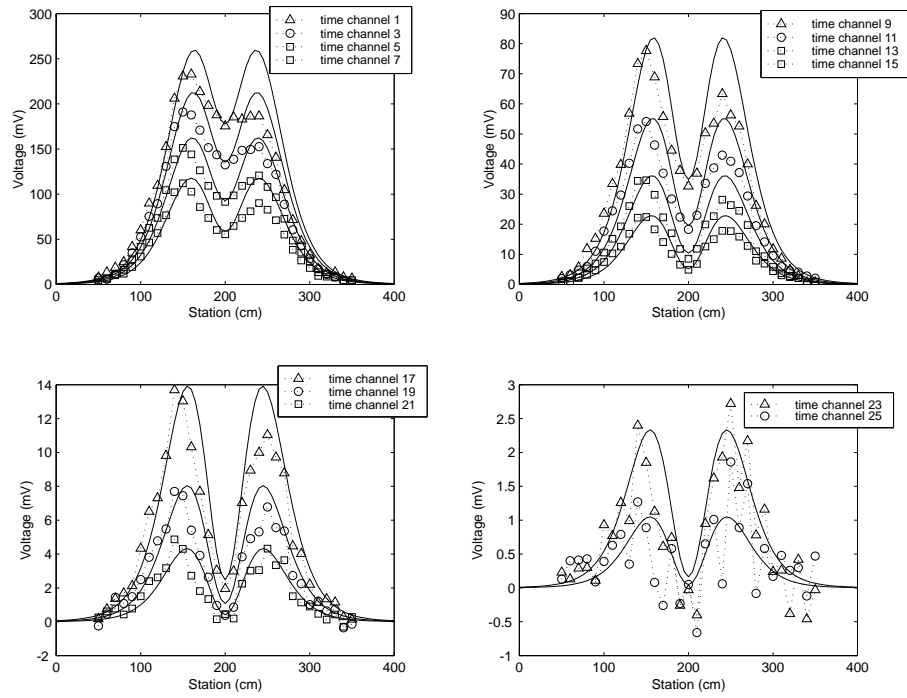 300
250
200
150
100
50
0
Voltage (mV)
0 100 200 300 400
Station (cm)
time channel 1
time channel 3
time channel 5
time channel 7
90
80
70
60
50
40
30
20
10
0
Voltage (mV)
0 100 200 300 400
Station (cm)
time channel 9
time channel 11
time channel 13
time channel 15
14
12
10
8
6
4
2
0
-2
Voltage (mV)
0 100 200 300 400
Station (cm)
time channel 17
time channel 19
time channel 21
3
2.5
2
1.5
1
0.5
0
-0.5
-1
Voltage (mV)
0 100 200 300 400
Station (cm)
time channel 23
time channel 25